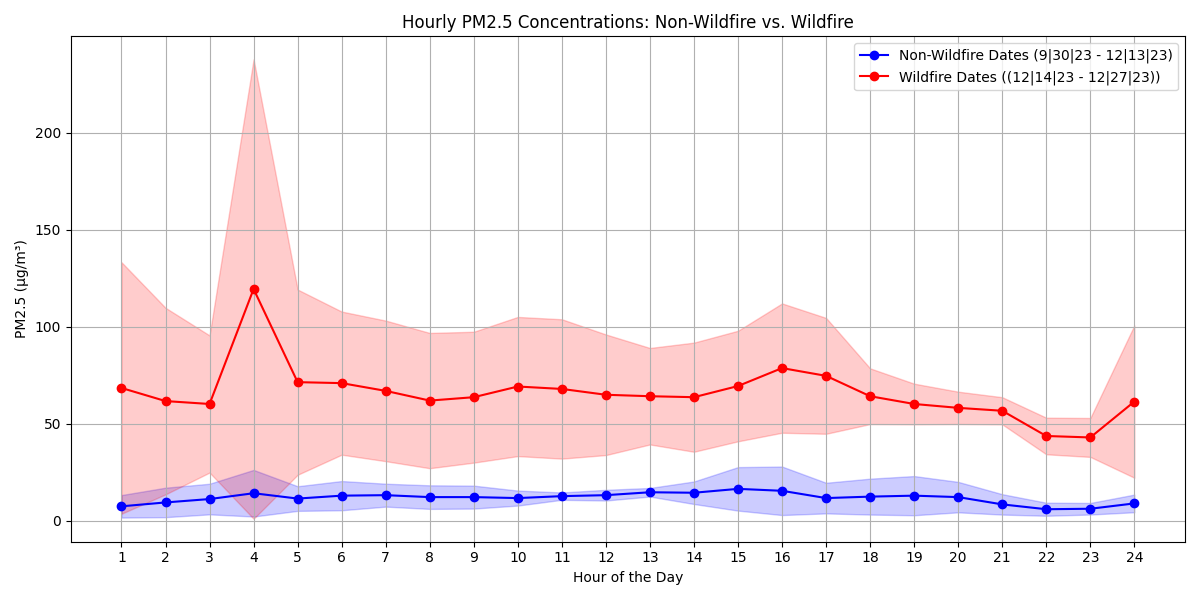 Hourly PM2.5 Concentrations: Non-Wildfire vs. Wildfire
Non-Wildfire Dates (9|30|23 - 12|13|23)
Wildfire Dates ((12|14|23 - 12|27|23))
PM2.5 (μg/m³)
200
150
100
50
0
1 2 3 4 5 6 7 8 9 10 11 12 13 14 15 16 17 18 19 20 21 22 23 24
Hour of the Day